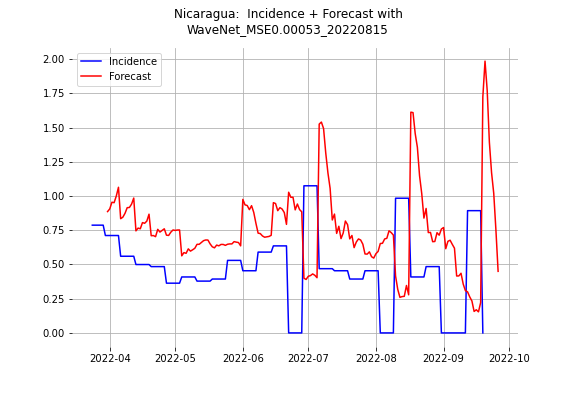 Nicaragua:  Incidence + Forecast with
WaveNet_MSE0.00053_20220815
Incidence
Forecast
2.00
1.75
1.50
1.25
1.00
0.75
0.50
0.25
0.00
2022-04 2022-05 2022-06 2022-07 2022-08 2022-09 2022-10